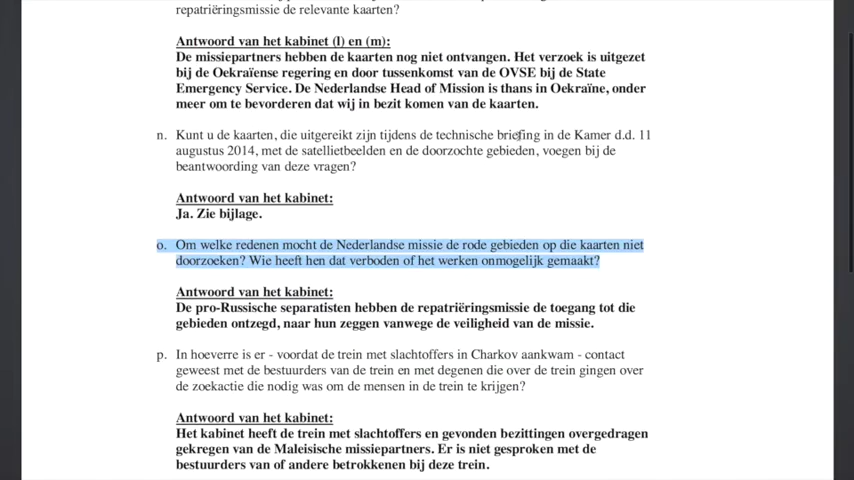 repatriëringsmissie de relevante kaarten?
Antwoord van het kabinet (l) en (m):
De missiepartners hebben de kaarten nog niet ontvangen. Het verzoek is uitgezet
bij de Oekraïense regering en door tussenkomst van de OVSE bij de State
Emergency Service. De Nederlandse Head of Mission is thans in Oekraïne, onder
meer om te bevorderen dat wij in bezit komen van de kaarten.
n. Kunt u de kaarten, die uitgereikt zijn tijdens de technische briefing in de Kamer d.d. 11
augustus 2014, met de satellietbeelden en de doorzochte gebieden, voegen bij de
beantwoording van deze vragen?
Antwoord van het kabinet:
Ja. Zie bijlage.
o. Om welke redenen mocht de Nederlandse missie de rode gebieden op die kaarten niet
doorzoeken? Wie heeft hen dat verboden of het werken onmogelijk gemaakt?
Antwoord van het kabinet:
De pro-Russische separatisten hebben de repatriëringsmissie de toegang tot die
gebieden ontzegd, naar hun zeggen vanwege de veiligheid van de missie.
p. In hoeverre is er - voordat de trein met slachtoffers in Charkov aankwam - contact
geweest met de bestuurders van de trein en met degenen die over de trein gingen over
de zoekactie die nodig was om de mensen in de trein te krijgen?
Antwoord van het kabinet:
Het kabinet heeft de trein met slachtoffers en gevonden bezittingen overgedragen
gekregen van de Maleisische missiepartners. Er is niet gesproken met de
bestuurders van of andere betrokkenen bij deze trein.